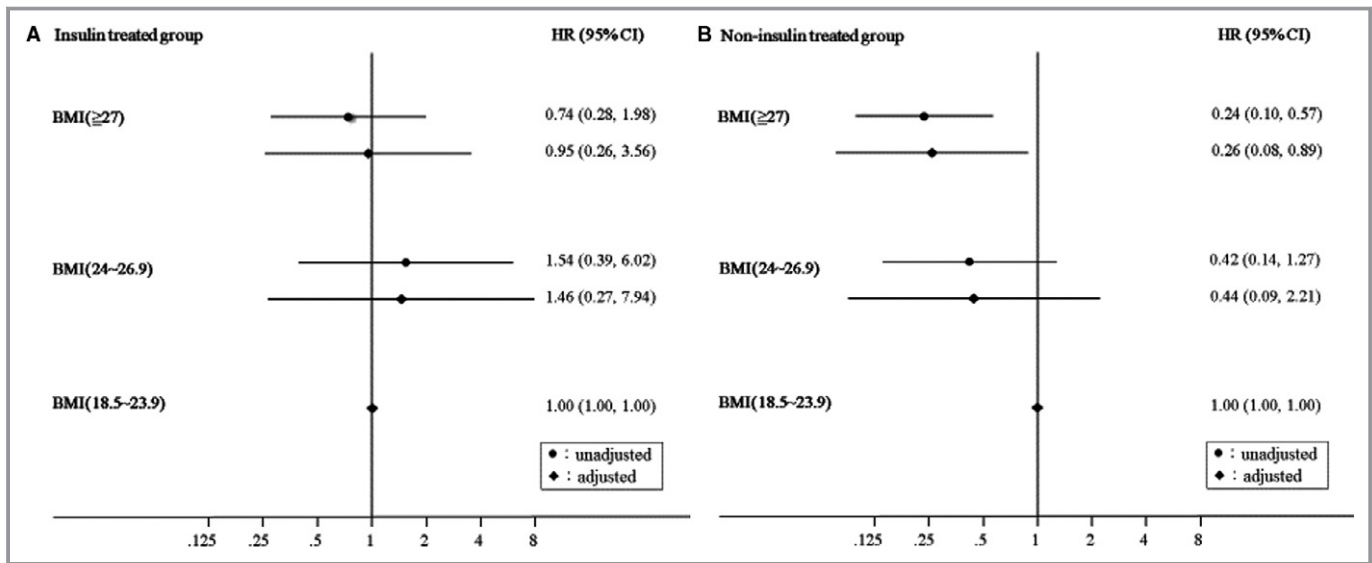 A Insulin treated group HR (95%CI)
BMI(≧27) 0.74 (0.28, 1.98)
0.95 (0.26, 3.56)
BMI(24~26.9) 1.54 (0.39, 6.02)
1.46 (0.27, 7.94)
BMI(18.5~23.9) 1.00 (1.00, 1.00)
● : unadjusted
◆ : adjusted
.125 .25 .5 1 2 4 8
B Non-insulin treated group HR (95%CI)
BMI(≧27) 0.24 (0.10, 0.57)
0.26 (0.08, 0.89)
BMI(24~26.9) 0.42 (0.14, 1.27)
0.44 (0.09, 2.21)
BMI(18.5~23.9) 1.00 (1.00, 1.00)
● : unadjusted
◆ : adjusted
.125 .25 .5 1 2 4 8